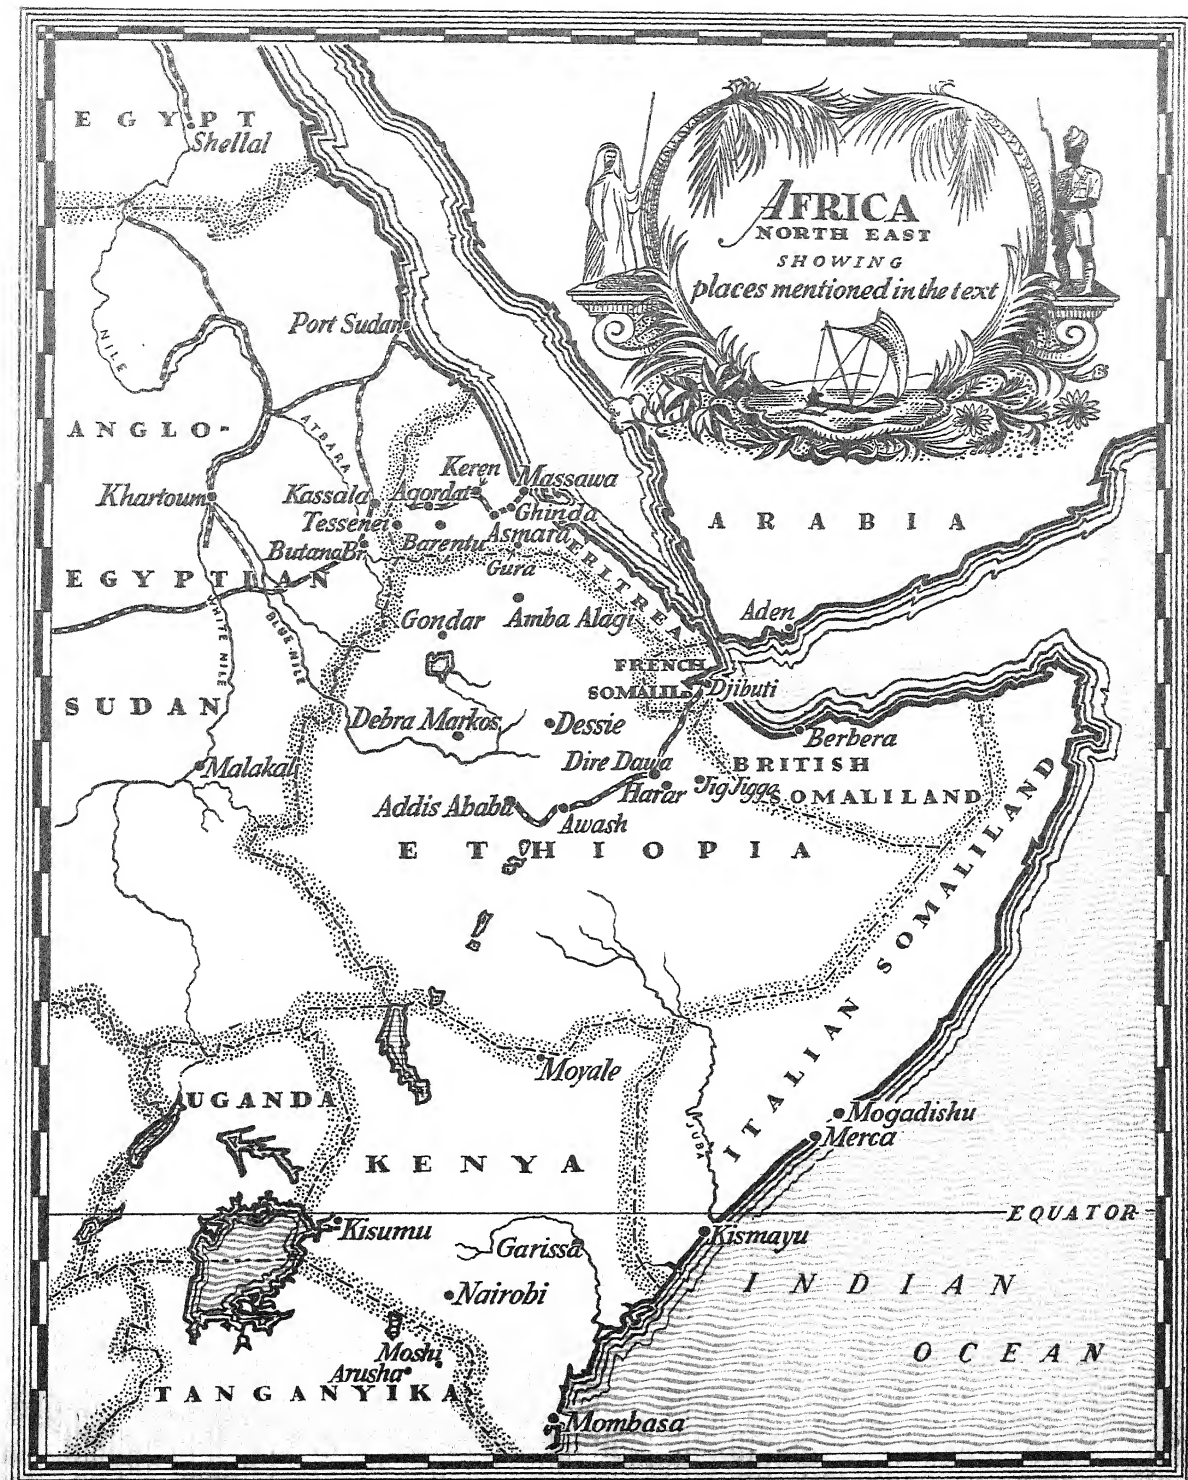 AFRICA
NORTH EAST
SHOWING
places mentioned in the text
EGYPT
Shellal
NILE
Port Sudan
ANGLO-
ATBARA
Keren
Massawa
Khartoum
Kassala
Agordat
Ghinda
Tessenei
Asmara
ARABIA
Butana Br.
Barentu
Gura
ERITREA
EGYPTIAN
WHITE NILE
BLUE NILE
Gondar
Amba Alagi
Aden
FRENCH
SOMALILD
Djibuti
SUDAN
Debra Markos
Dessie
Berbera
Malakal
Dire Dawa
BRITISH
Harar
Jig Jigga
SOMALILAND
Addis Ababa
Awash
ETHIOPIA
ITALIAN SOMALILAND
Moyale
UGANDA
Mogadishu
JUBA
Merca
KENYA
EQUATOR
Kisumu
Kismayu
Garissa
Nairobi
INDIAN
OCEAN
Moshi
Arusha
TANGANYIKA
Mombasa